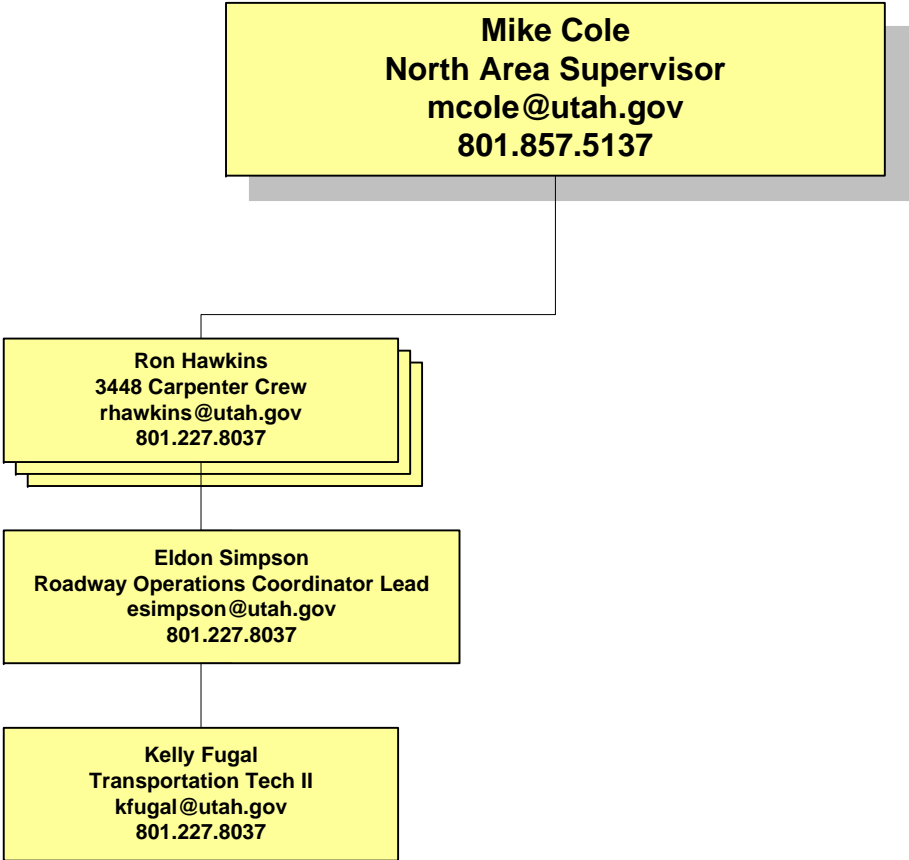 Mike Cole
North Area Supervisor
mcole@utah.gov
801.857.5137
Ron Hawkins
3448 Carpenter Crew
rhawkins@utah.gov
801.227.8037
Eldon Simpson
Roadway Operations Coordinator Lead
esimpson@utah.gov
801.227.8037
Kelly Fugal
Transportation Tech II
kfugal@utah.gov
801.227.8037